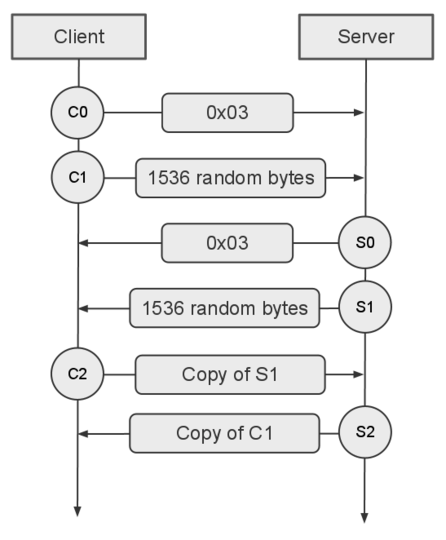 Client
Server
C0
0x03
C1
1536 random bytes
0x03
S0
1536 random bytes
S1
C2
Copy of S1
Copy of C1
S2